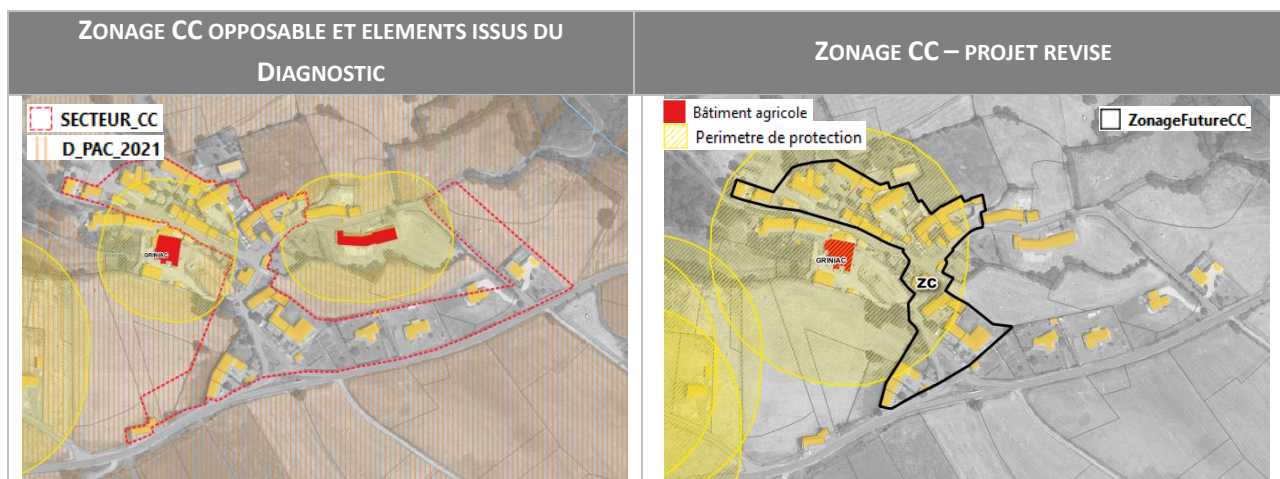 ZONAGE CC OPPOSABLE ET ELEMENTS ISSUS DU
DIAGNOSTIC
ZONAGE CC – PROJET REVISE
SECTEUR_CC
D_PAC_2021
GRINIAC
Bâtiment agricole
Perimetre de protection
ZonageFutureCC_
GRINIAC
ZC